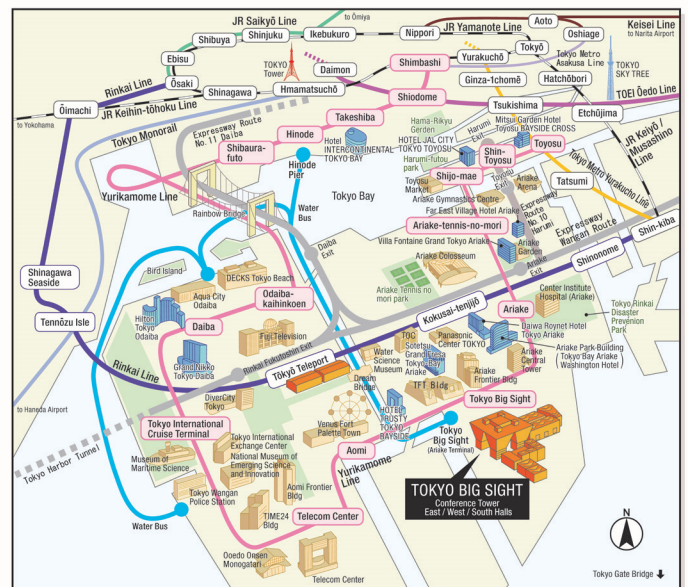 JR Saikyō Line
to Ōmiya
JR Yamanote Line
Aoto
Keisei Line
to Narita Airport
Shibuya
Shinjuku
Ikebukuro
Nippori
Oshiage
Ebisu
TOKYO
Tower
Daimon
Shimbashi
Yurakuchō
Tōkyō
Tokyo Metro
Asakusa Line
TOKYO
SKY TREE
Rinkai Line
Ōsaki
Ginza-1chomē
Hatchōbori
Shinagawa
Hmamatsuchō
Shiodome
TOEI Ōedo Line
Ōimachi
JR Keihin-tōhoku Line
to Yokohama
Tokyo Monorail
Expressway Route
No. 11 Daiba
Takeshiba
Hama-Rikyu
Garden
Tsukishima
Etchūjima
Hinode
Mitsui Garden Hotel
Toyosu BAYSIDE CROSS
Harumi
Exit
HOTEL JAL CITY
TOKYO TOYOSU
Toyosu
JR Keiyō /
Musashino
Line
Shibaura-
futo
Hotel
INTERCONTINENTAL
TOKYO BAY
Harumi-futou
park
Shin-
Toyosu
Tokyo Metro Yurakucho Line
Hinode
Pier
Shijo-mae
Toyosu
Exit
Toyosu
Market
Ariake
Arena
Tatsumi
Yurikamome Line
Rainbow Bridge
Water
Bus
Tokyo Bay
Ariake Gymnastics Centre
Far East Village Hotel Ariake
Expressway
Route
No. 10
Harumi
Expressway
Wangan Route
Shin-kiba
Ariake-tennis-no-mori
Daiba
Exit
Villa Fontaine Grand Tokyo Ariake
Ariake
Garden
Shinonome
Shinagawa
Seaside
Bird Island
DECKS Tokyo Beach
Ariake Colosseum
Ariake
Exit
Aqua City
Odaiba
Odaiba-
kaihinkoen
Ariake Tennis no
mori park
Center Institute
Hospital (Ariake)
Kokusai-tenjijō
Tokyo Rinkai
Disaster
Prevenion
Park
Tennōzu Isle
Hilton
Tokyo
Odaiba
Daiba
Fuji Television
Ariake
Daiwa Roynet Hotel
Tokyo Ariake
Rinkai Line
Grand Nikko
Tokyo Daiba
Rinkai Fukutoshin Exit
Tōkyō Teleport
Water
Science
Museum
TOC
Sotetsu
Grand Fresa
Tokyo-Bay
Ariake
Panasonic
Center TOKYO
Ariake Park Building
(Tokyo Bay Ariake
Washington Hotel)
Ariake
Frontier Bldg
Ariake
Central
Tower
to Haneda Airport
DiverCity
Tokyo
Dream
Bridge
TFT Bldg
Tokyo Big Sight
Tokyo International
Cruise Terminal
Venus Fort
Palette Town
HOTEL
TRUSTY
TOKYO
BAYSIDE
Tokyo
Big Sight
(Ariake Terminal)
Tokyo Harbor Tunnel
Museum of
Maritime Science
Tokyo International
Exchange Center
National Museum of
Emerging Science
and Innovation
Aomi
Yurikamome
Line
Tokyo Wangan
Police Station
Aomi Frontier
Bldg
TOKYO BIG SIGHT
Conference Tower
East / West / South Halls
Water Bus
TIME24
Bldg
Telecom Center
N
Ooedo Onsen
Monogatari
Telecom Center
Tokyo Gate Bridge